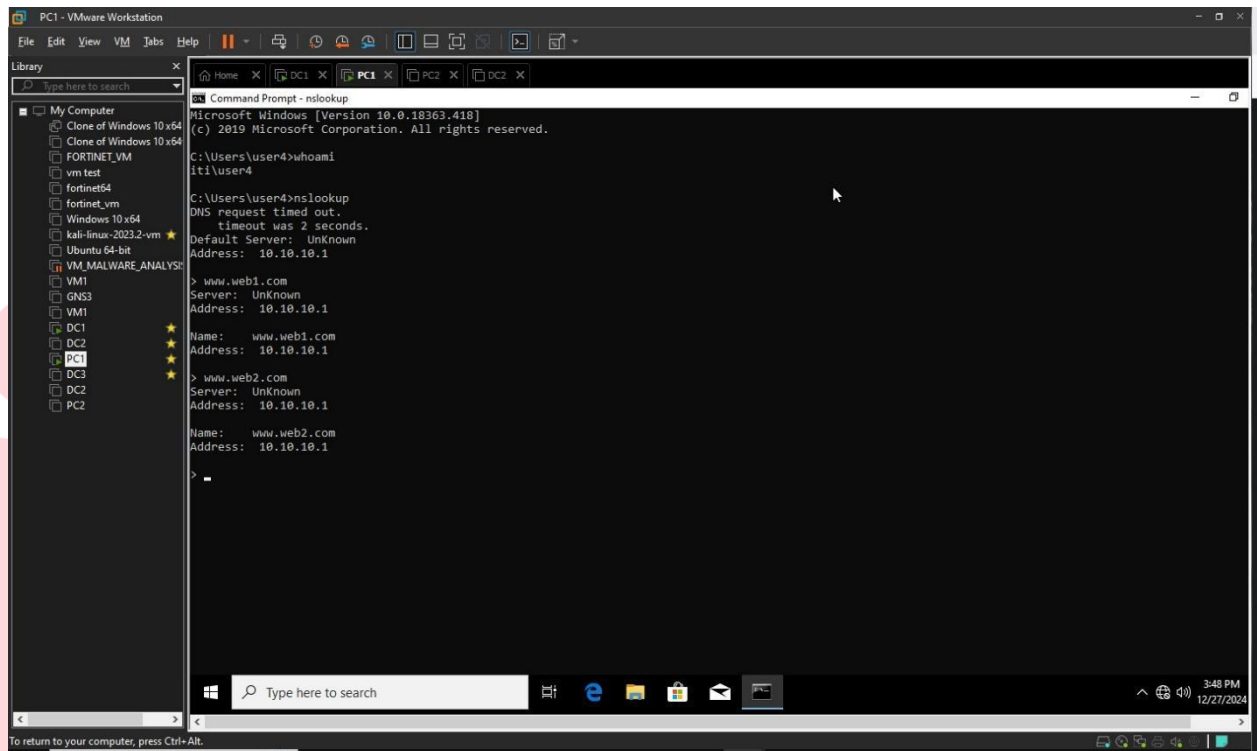 PC1 - VMware Workstation
File Edit View VM Tabs Help
Library
Type here to search
My Computer
Clone of Windows 10 x64
Clone of Windows 10 x64
FORTINET_VM
vm test
fortinet64
fortinet_vm
Windows 10 x64
kali-linux-2023.2-vm
Ubuntu 64-bit
VM_MALWARE_ANALYSI
VM1
GNS3
VM1
DC1
DC2
PC1
DC3
DC2
PC2
Home DC1 PC1 PC2 DC2
Command Prompt - nslookup
Microsoft Windows [Version 10.0.18363.418]
(c) 2019 Microsoft Corporation. All rights reserved.
C:\Users\user4>whoami
iti\user4
C:\Users\user4>nslookup
DNS request timed out.
timeout was 2 seconds.
Default Server: UnKnown
Address: 10.10.10.1
> www.web1.com
Server: UnKnown
Address: 10.10.10.1
Name: www.web1.com
Address: 10.10.10.1
> www.web2.com
Server: UnKnown
Address: 10.10.10.1
Name: www.web2.com
Address: 10.10.10.1
>
Type here to search
3:48 PM
12/27/2024
To return to your computer, press Ctrl+Alt.